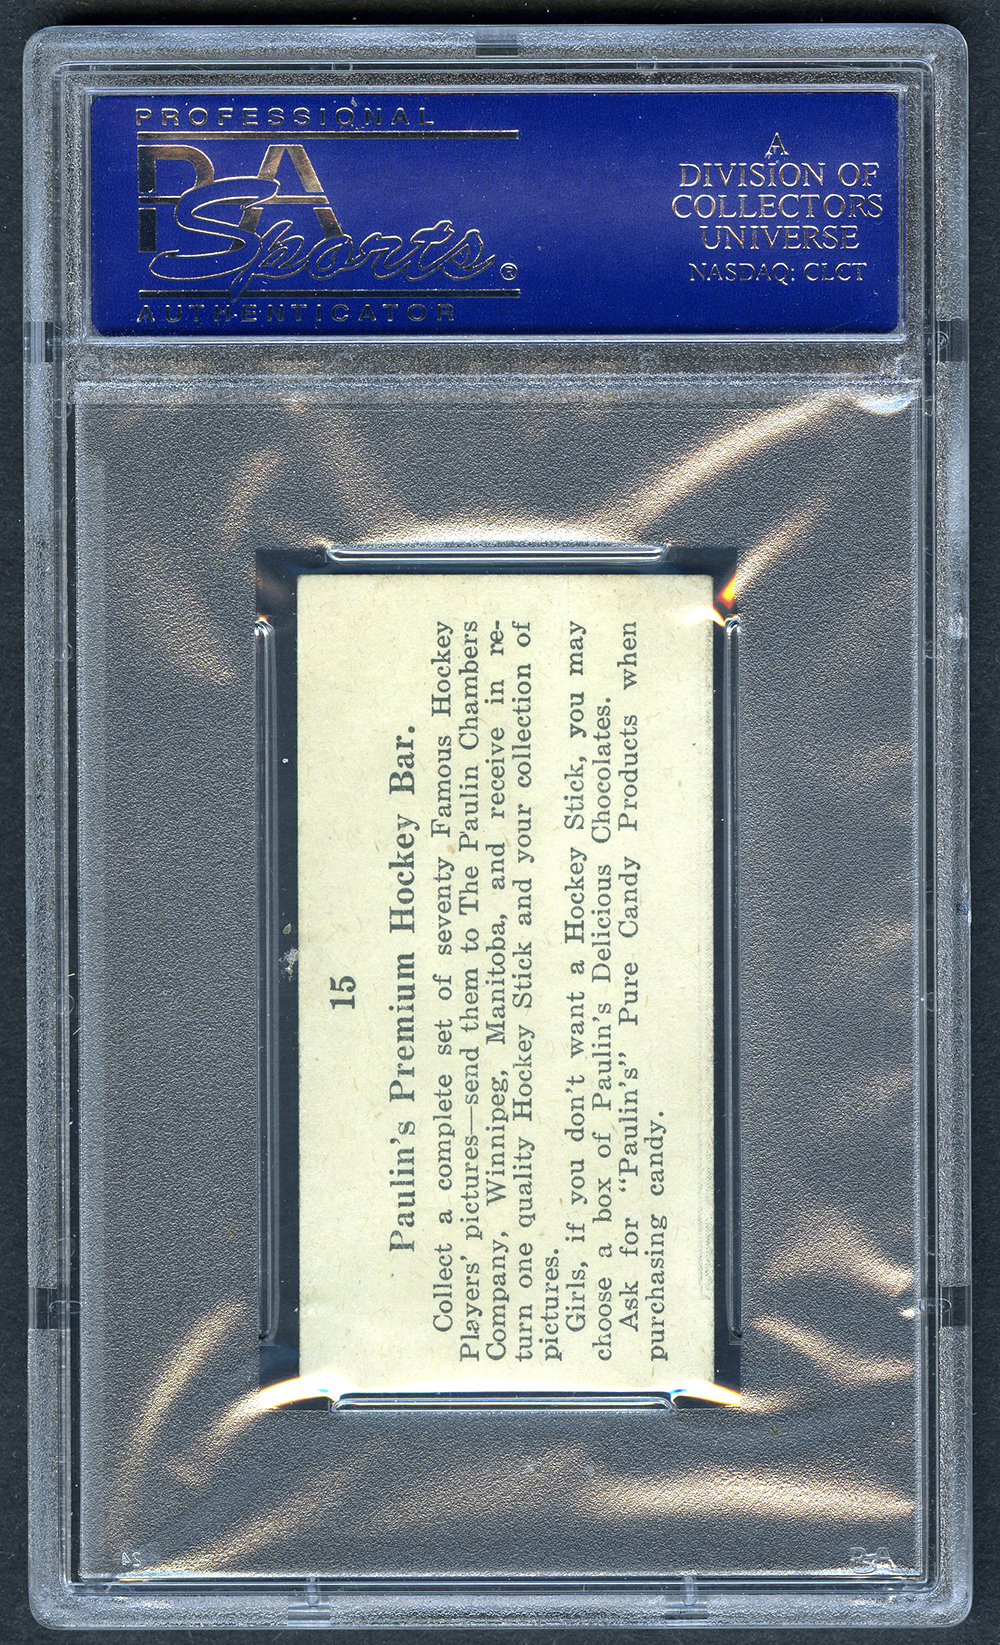 PROFESSIONAL
PSA
Sports®
AUTHENTICATOR
A
DIVISION OF
COLLECTORS
UNIVERSE
NASDAQ: CLCT
15
Paulin's Premium Hockey Bar.
Collect a complete set of seventy Famous Hockey
Players' pictures—send them to The Paulin Chambers
Company, Winnipeg, Manitoba, and receive in re-
turn one quality Hockey Stick and your collection of
pictures.
Girls, if you don't want a Hockey Stick, you may
choose a box of Paulin's Delicious Chocolates.
Ask for "Paulin's" Pure Candy Products when
purchasing candy.
24
PSA